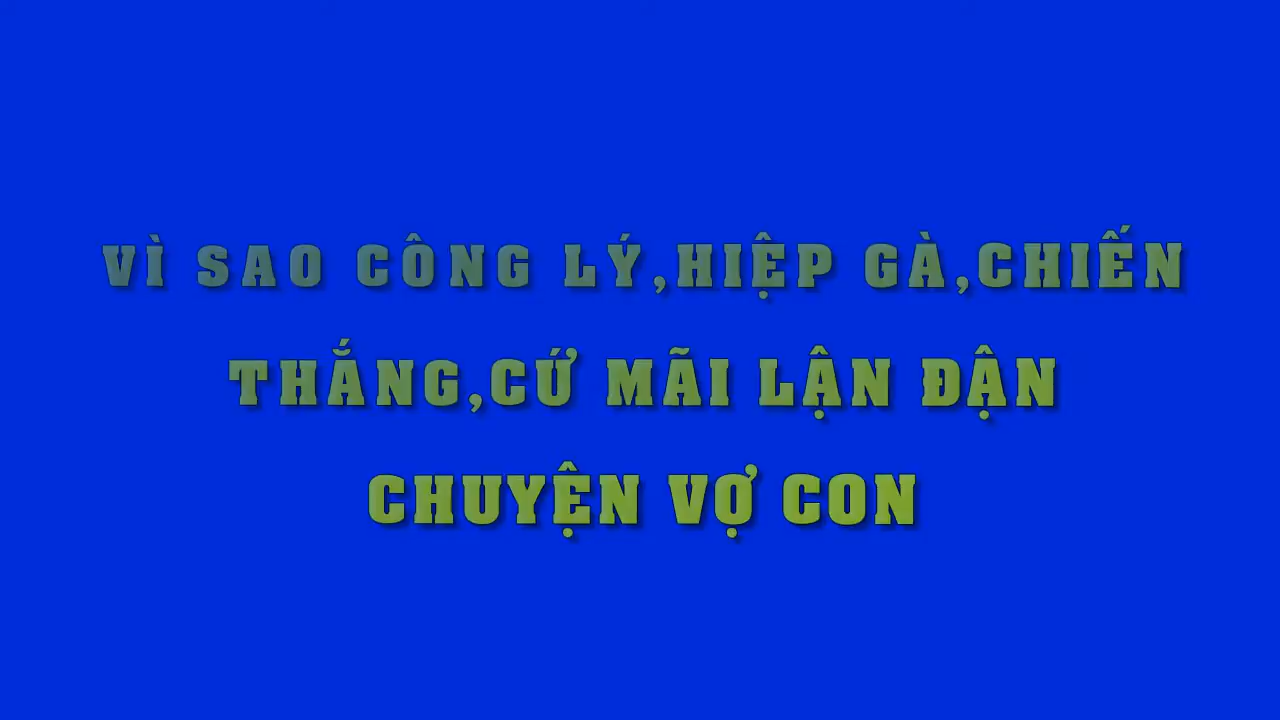 VÌ SAO CÔNG LÝ,HIỆP GÀ,CHIẾN
THẮNG,CỨ MÃI LẬN ĐẬN
CHUYỆN VỢ CON